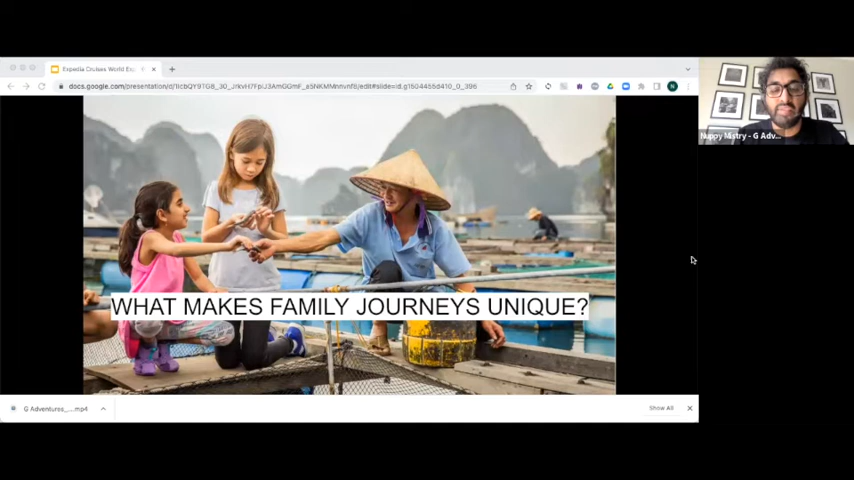 Expedia Cruises World Ex
docs.google.com/presentation/d/
Nuppy Mistry - G Adv...
WHAT MAKES FAMILY JOURNEYS UNIQUE?
G Adventures_....mp4
Show All